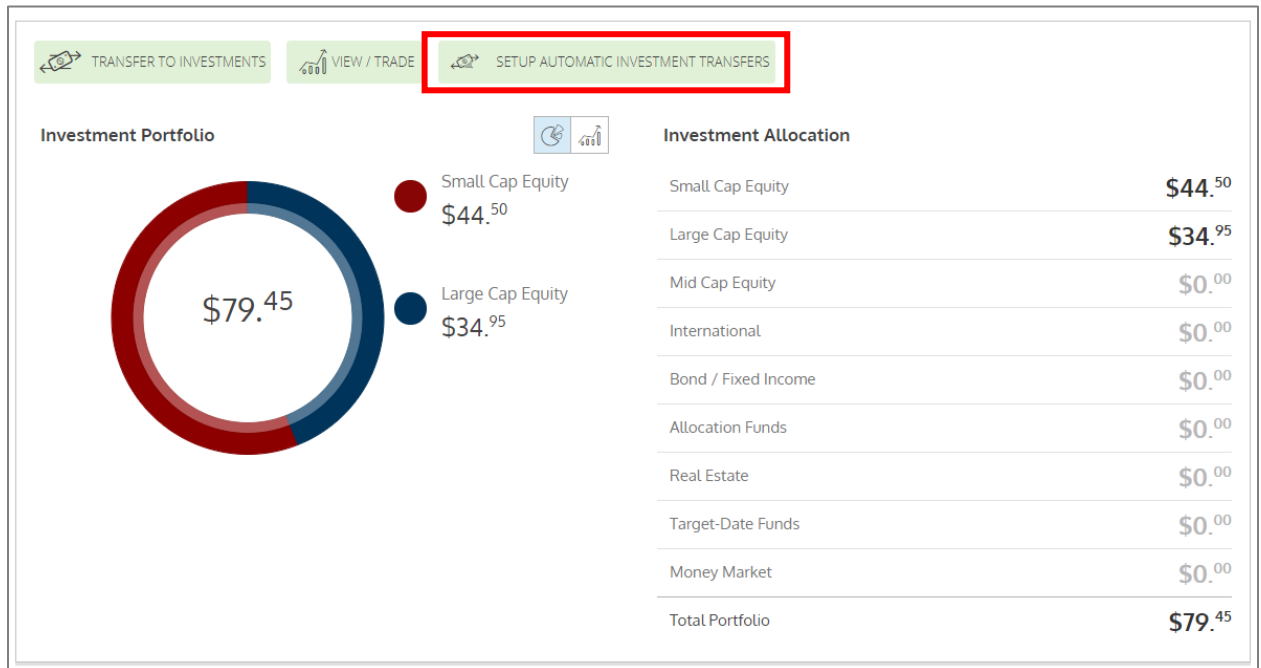 TRANSFER TO INVESTMENTS
VIEW / TRADE
SETUP AUTOMATIC INVESTMENT TRANSFERS
Investment Portfolio
$79.45
Small Cap Equity
$44.50
Large Cap Equity
$34.95
Investment Allocation
Small Cap Equity $44.50
Large Cap Equity $34.95
Mid Cap Equity $0.00
International $0.00
Bond / Fixed Income $0.00
Allocation Funds $0.00
Real Estate $0.00
Target-Date Funds $0.00
Money Market $0.00
Total Portfolio $79.45